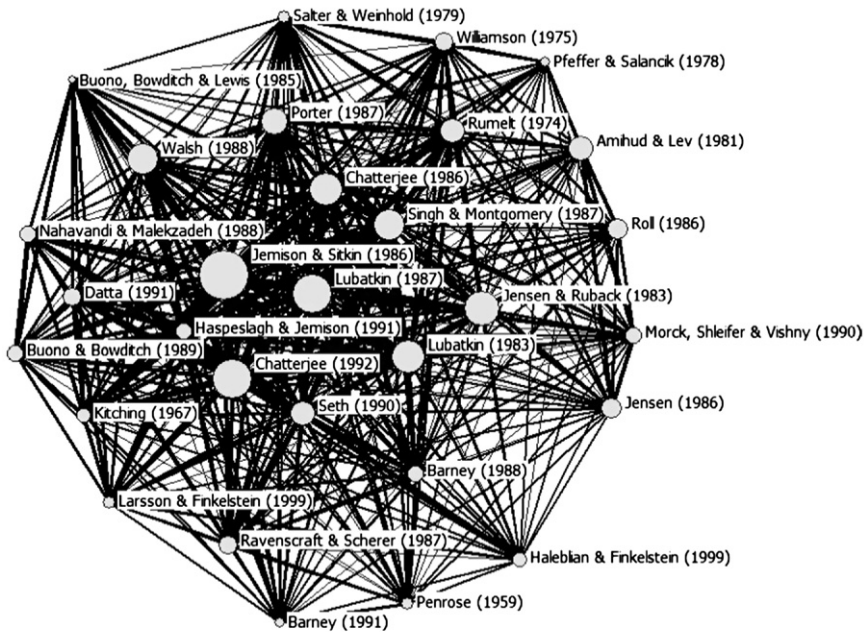 Salter & Weinhold (1979)
Williamson (1975)
Pfeffer & Salancik (1978)
Buono, Bowditch & Lewis (1985)
Porter (1987)
Rumelt (1974)
Amihud & Lev (1981)
Walsh (1988)
Chatterjee (1986)
Singh & Montgomery (1987)
Roll (1986)
Nahavandi & Malekzadeh (1988)
Jemison & Sitkin (1986)
Lubatkin (1987)
Datta (1991)
Jensen & Ruback (1983)
Haspeslagh & Jemison (1991)
Morck, Shleifer & Vishny (1990)
Buono & Bowditch (1989)
Lubatkin (1983)
Chatterjee (1992)
Jensen (1986)
Kitching (1967)
Seth (1990)
Barney (1988)
Larsson & Finkelstein (1999)
Ravenscraft & Scherer (1987)
Haleblian & Finkelstein (1999)
Penrose (1959)
Barney (1991)